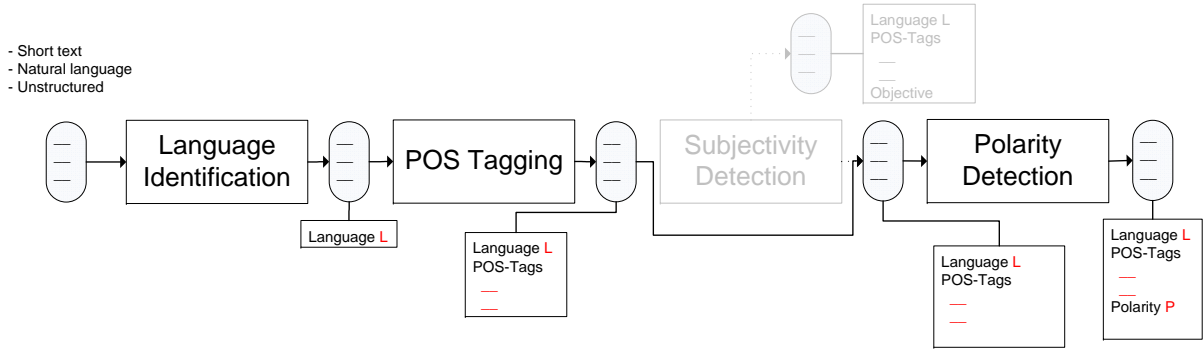 - Short text
- Natural language
- Unstructured
Language L
POS-Tags
Objective
Language
Identification
POS Tagging
Subjectivity
Detection
Polarity
Detection
Language L
Language L
POS-Tags
Language L
POS-Tags
Language L
POS-Tags
Polarity P